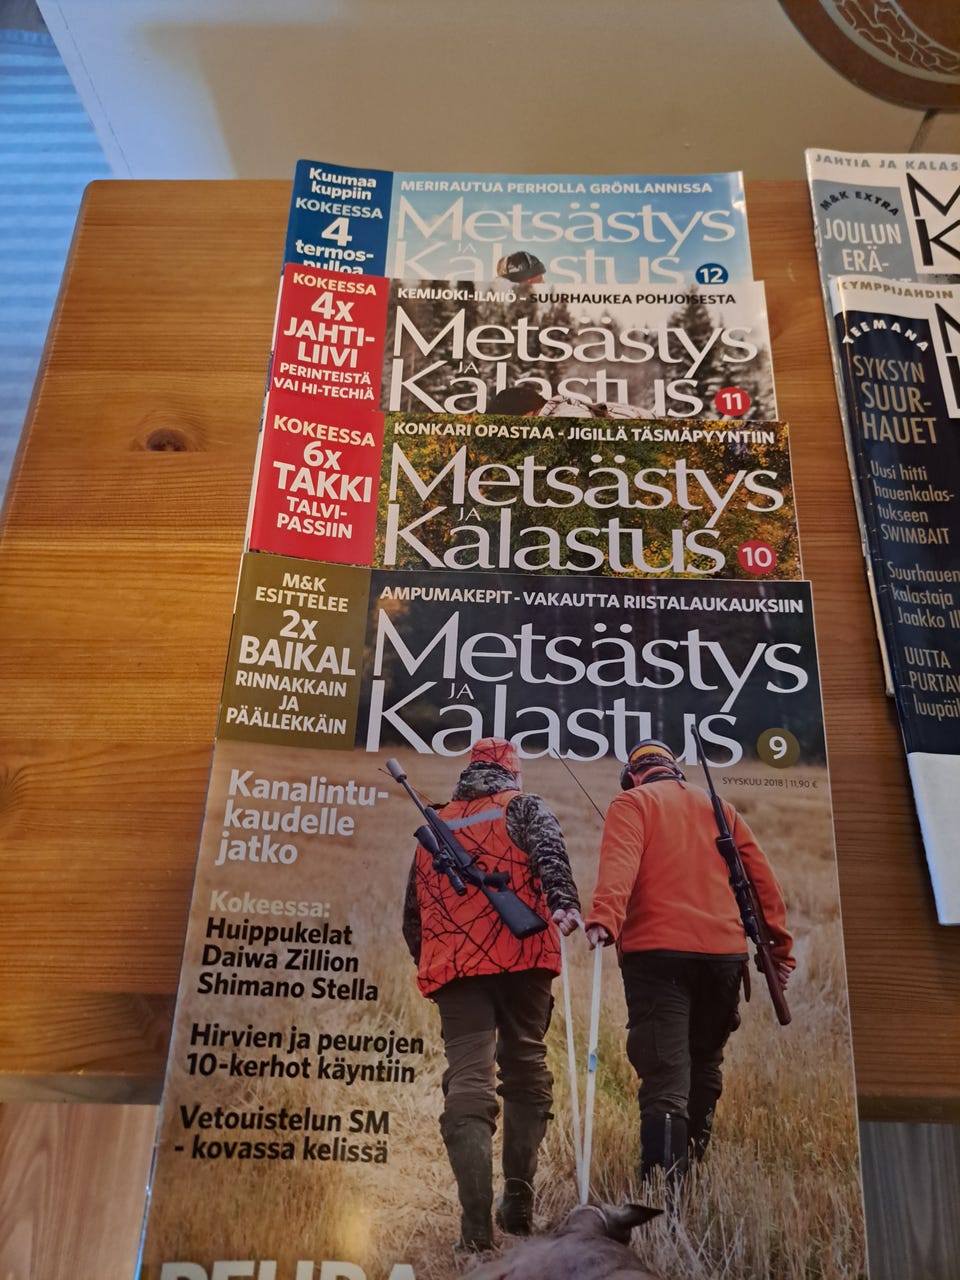 Kuumaa
kuppiin
KOKEESSA
4
termos-
pulloa
MERIRAUTUA PERHOLLA GRÖNLANNISSA
Metsästys
JA
Kalastus
12
KOKEESSA
4x
JAHTI-
LIIVI
PERINTEISTÄ
VAI HI-TECHIÄ
KEMIJOKI-ILMIÖ - SUURHAUKEA POHJOISESTA
Metsästys
JA
Kalastus
11
KOKEESSA
6x
TAKKI
TALVI-
PASSIIN
KONKARI OPASTAA - JIGILLÄ TÄSMÄPYYNTIIN
Metsästys
JA
Kalastus
10
M&K
ESITTELEE
2x
BAIKAL
RINNAKKAIN
JA
PÄÄLLEKKÄIN
AMPUMAKEPIT - VAKAUTTA RIISTALAUKAUKSIIN
Metsästys
JA
Kalastus
9
SYYSKUU 2018 | 11,90 €
Kanalintu-
kaudelle
jatko
Kokeessa:
Huippukelat
Daiwa Zillion
Shimano Stella
Hirvien ja peurojen
10-kerhot käyntiin
Vetouistelun SM
- kovassa kelissä
PEURA
JAHTIA JA KALAS
M&K EXTRA
JOULUN
ERÄ-
M
K
KYMPPIJAHDIN
TEEMANA
SYKSYN
SUUR-
HAUET
Uusi hitti
hauenkalas-
tukseen
SWIMBAIT
Suurhauen
kalastaja
Jaakko
UUTTA